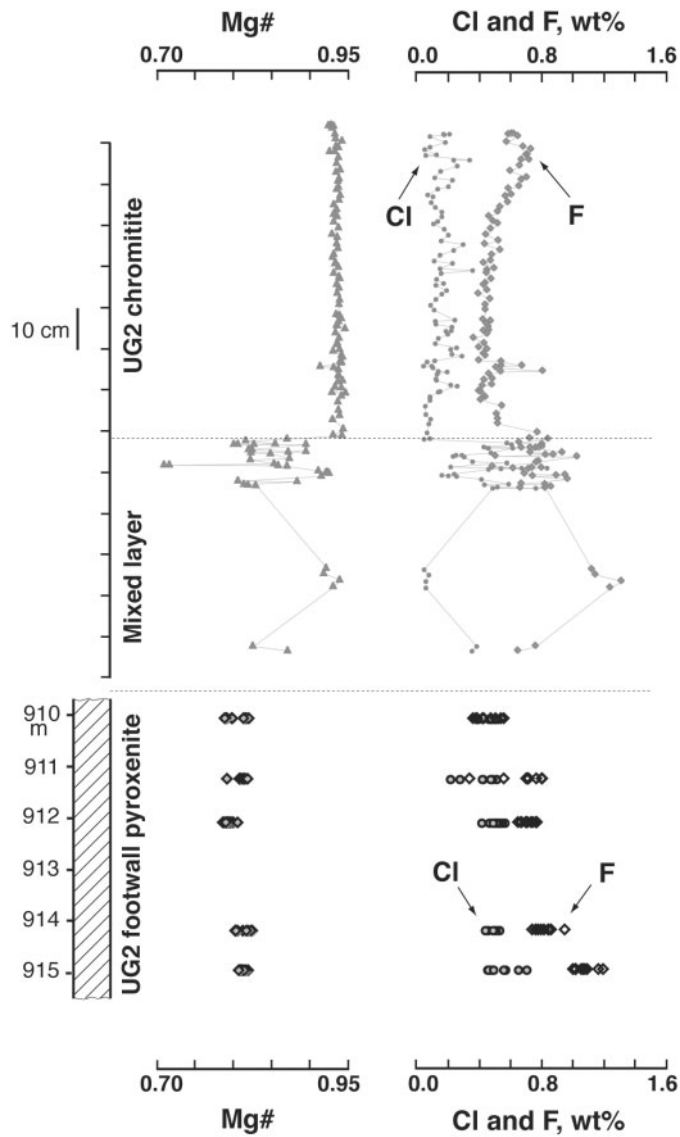 Mg#
Cl and F, wt%
0.70
0.95
0.0
0.8
1.6
Cl
F
10 cm
UG2 chromitite
Mixed layer
910
m
911
912
913
914
915
UG2 footwall pyroxenite
Cl
F
0.70
0.95
0.0
0.8
1.6
Mg#
Cl and F, wt%